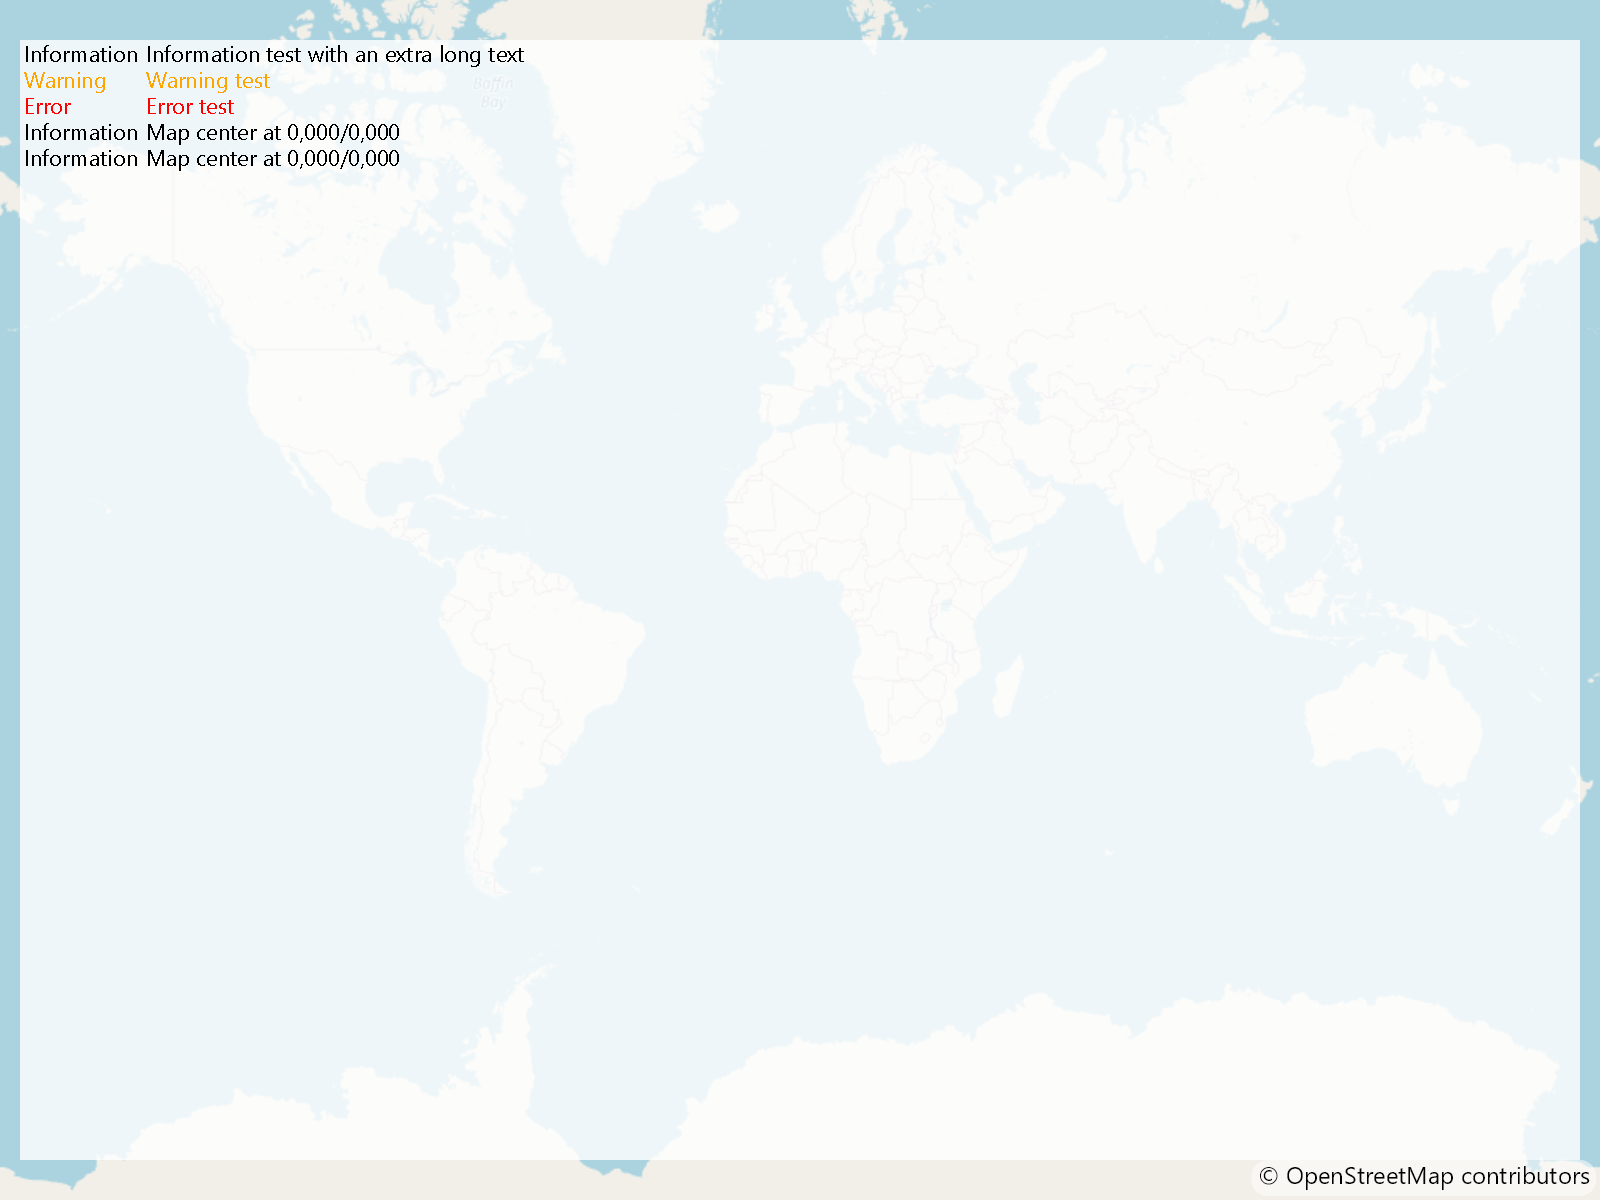 Information Information test with an extra long text
Warning Warning test
Error Error test
Information Map center at 0,000/0,000
Information Map center at 0,000/0,000
Baffin
Bay
© OpenStreetMap contributors